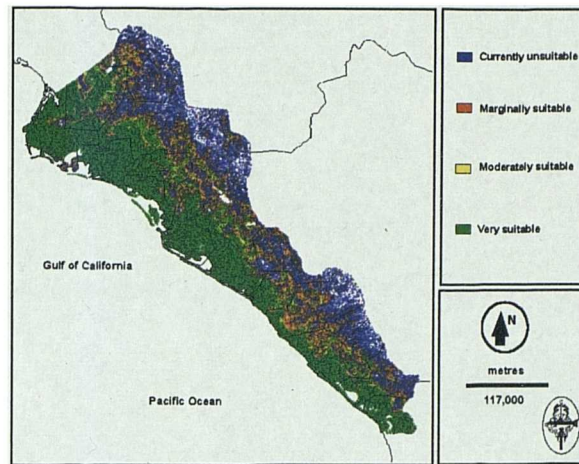 Currently unsuitable
Marginally suitable
Moderately suitable
Very suitable
Gulf of California
Pacific Ocean
N
metres
117,000